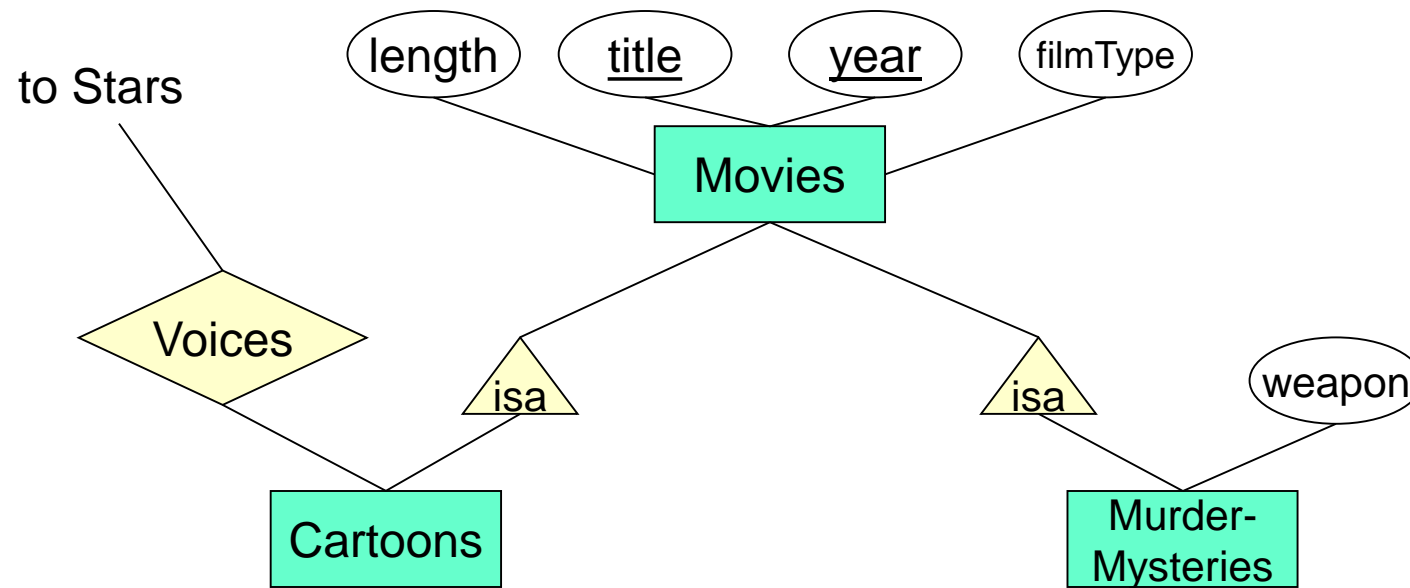 length
title
year
filmType
to Stars
Movies
Voices
isa
isa
weapon
Cartoons
Murder-
Mysteries